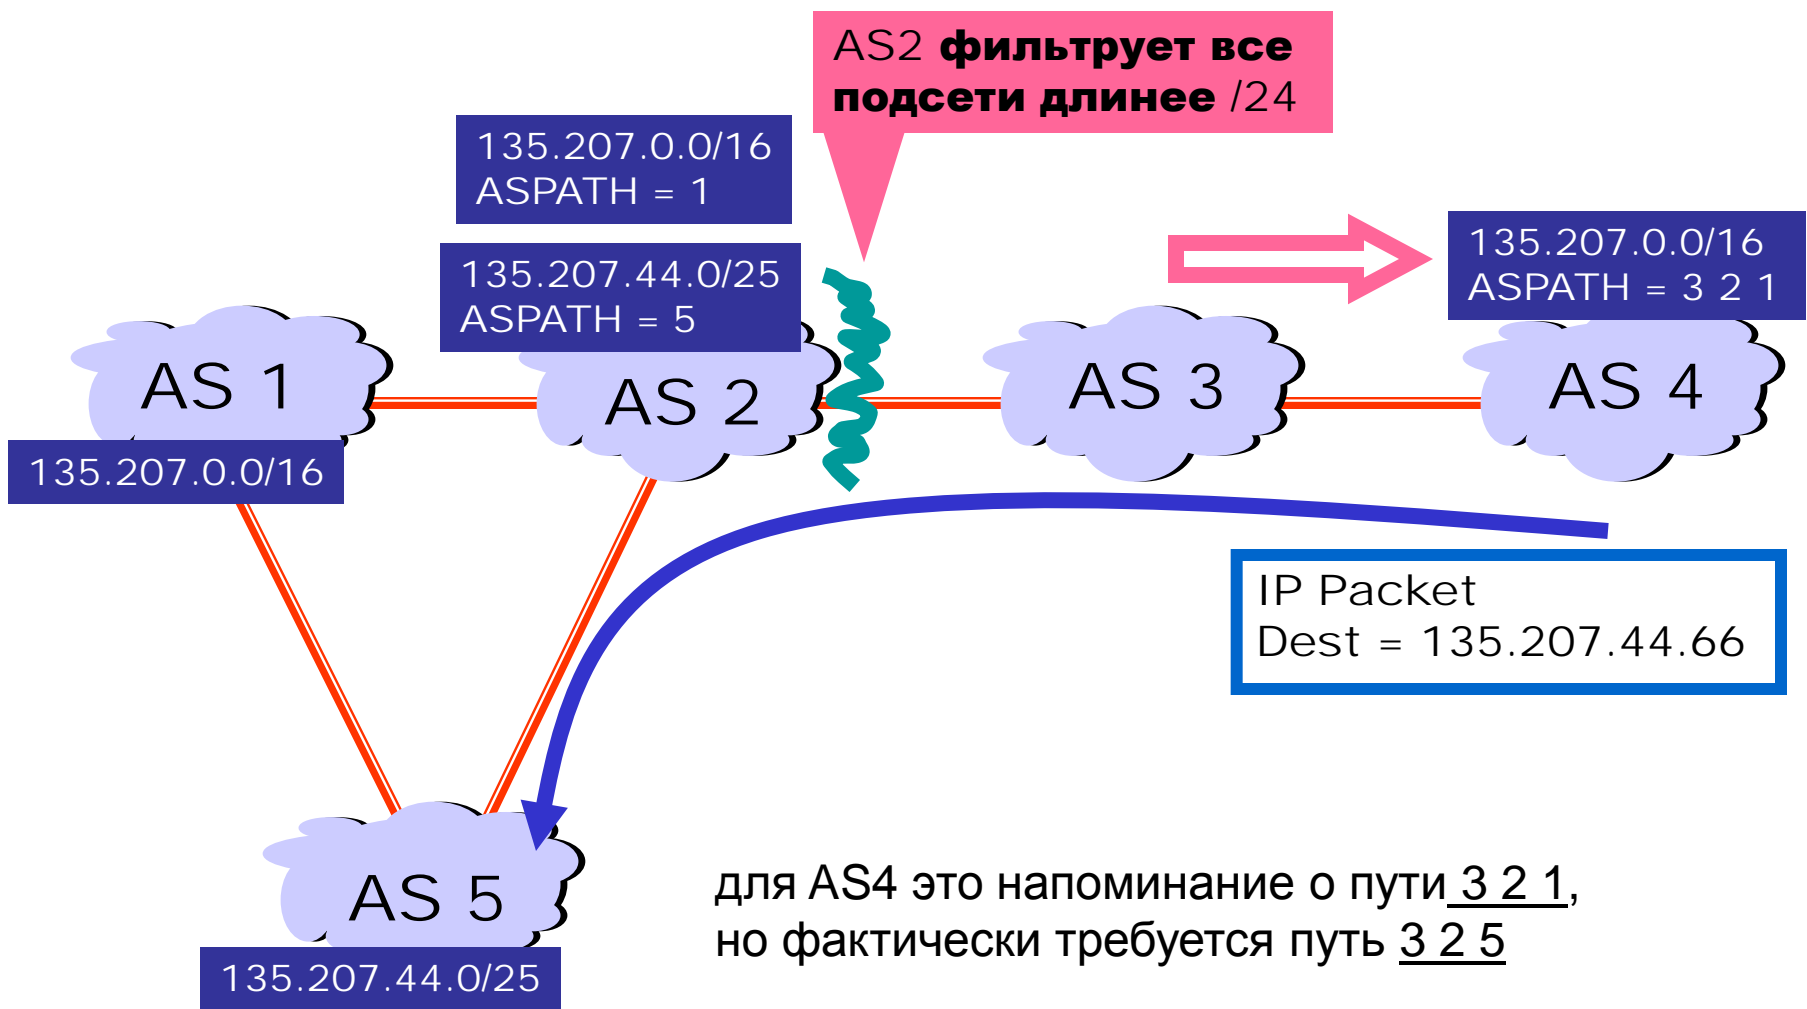 AS2 фильтрует все
подсети длинее /24
135.207.0.0/16
ASPATH = 1
135.207.44.0/25
ASPATH = 5
135.207.0.0/16
ASPATH = 3 2 1
AS 1
AS 2
AS 3
AS 4
135.207.0.0/16
IP Packet
Dest = 135.207.44.66
AS 5
135.207.44.0/25
для AS4 это напоминание о пути 3 2 1,
но фактически требуется путь 3 2 5